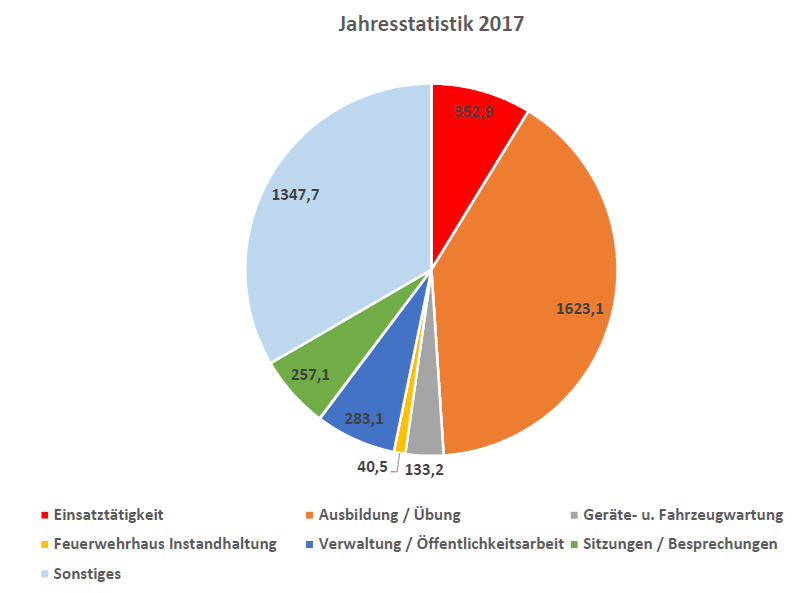 Jahresstatistik 2017
352,9
1347,7
1623,1
257,1
283,1
40,5
133,2
Einsatztätigkeit
Ausbildung / Übung
Geräte- u. Fahrzeugwartung
Feuerwehrhaus Instandhaltung
Verwaltung / Öffentlichkeitsarbeit
Sitzungen / Besprechungen
Sonstiges